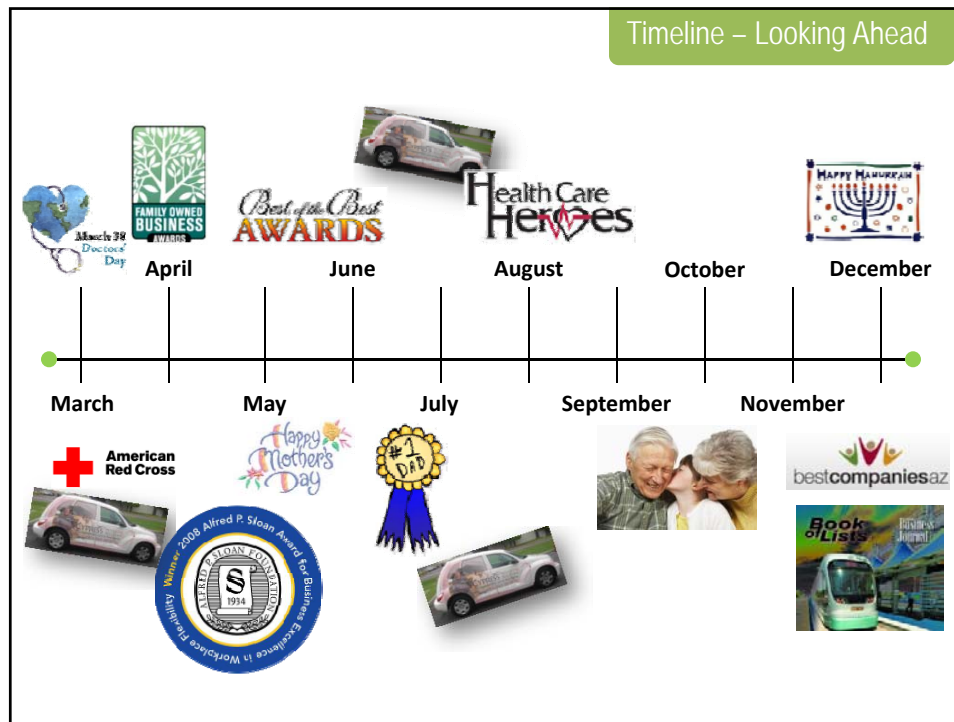 Timeline – Looking Ahead
March 30
Doctors'
Day
FAMILY OWNED
BUSINESS
AWARDS
Best of the Best
AWARDS
Health Care
Heroes
HAPPY HANUKKAH
April
June
August
October
December
March
May
July
September
November
American
Red Cross
Happy
Mother's
Day
#1
DAD
Winner 2008 Alfred P. Sloan Award for Business Excellence in Workplace Flexibility
ALFRED P. SLOAN FOUNDATION
S
1934
bestcompaniesaz
Book
of Lists
Business
Journal